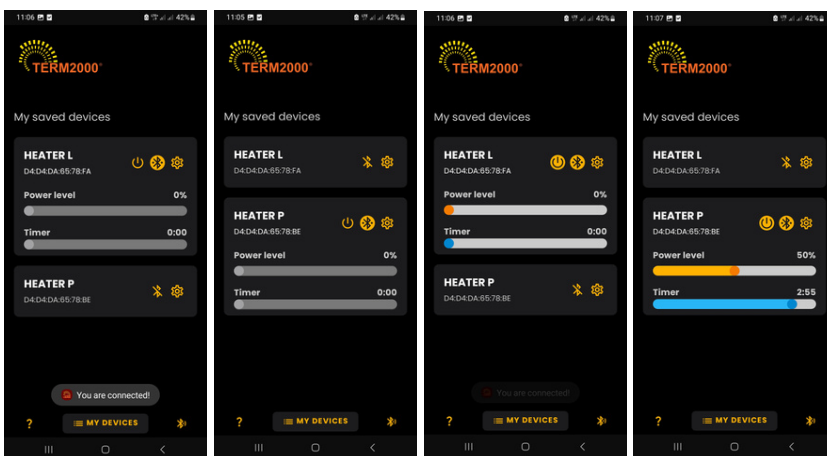 11:06 42%
TERM2000®
My saved devices
HEATER L
D4:D4:DA:65:78:FA
Power level 0%
Timer 0:00
HEATER P
D4:D4:DA:65:78:BE
You are connected!
? MY DEVICES
11:05 42%
TERM2000®
My saved devices
HEATER L
D4:D4:DA:65:78:FA
HEATER P
D4:D4:DA:65:78:BE
Power level 0%
Timer 0:00
? MY DEVICES
11:06 42%
TERM2000®
My saved devices
HEATER L
D4:D4:DA:65:78:FA
Power level 0%
Timer 0:00
HEATER P
D4:D4:DA:65:78:BE
You are connected!
? MY DEVICES
11:07 42%
TERM2000®
My saved devices
HEATER L
D4:D4:DA:65:78:FA
HEATER P
D4:D4:DA:65:78:BE
Power level 50%
Timer 2:55
? MY DEVICES